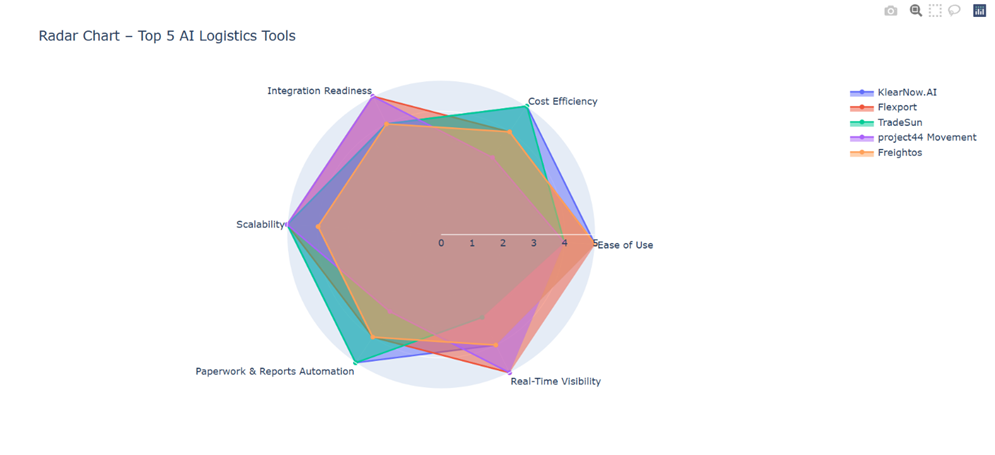 Radar Chart – Top 5 AI Logistics Tools
Integration Readiness
Cost Efficiency
KlearNow.AI
Flexport
TradeSun
project44 Movement
Freightos
Scalability
0 1 2 3 4 5
Ease of Use
Paperwork & Reports Automation
Real-Time Visibility